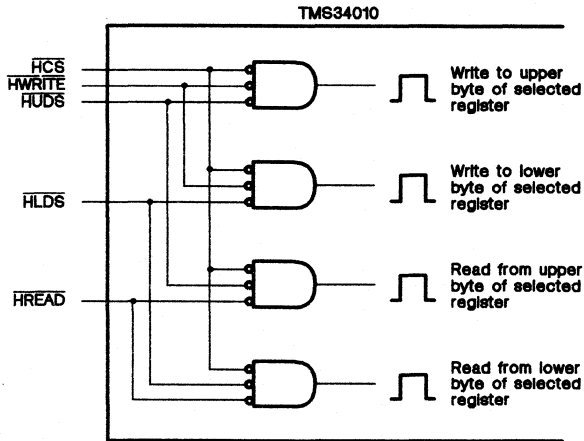 TMS34010
HCS
HWRITE
HUDS
HLDS
HREAD
Write to upper
byte of selected
register
Write to lower
byte of selected
register
Read from upper
byte of selected
register
Read from lower
byte of selected
register